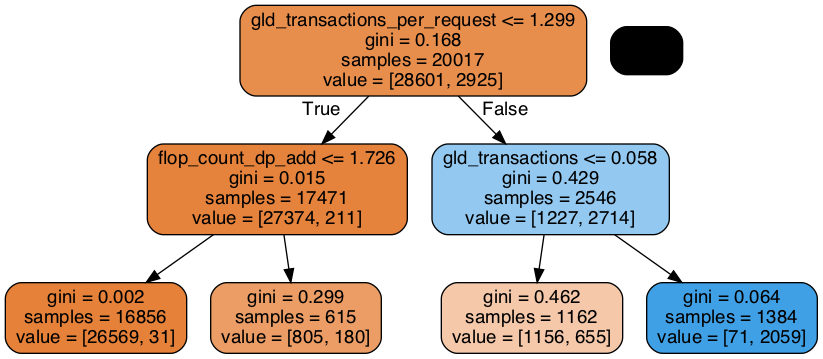 gld_transactions_per_request <= 1.299
gini = 0.168
samples = 20017
value = [28601, 2925]
True
False
flop_count_dp_add <= 1.726
gini = 0.015
samples = 17471
value = [27374, 211]
gld_transactions <= 0.058
gini = 0.429
samples = 2546
value = [1227, 2714]
gini = 0.002
samples = 16856
value = [26569, 31]
gini = 0.299
samples = 615
value = [805, 180]
gini = 0.462
samples = 1162
value = [1156, 655]
gini = 0.064
samples = 1384
value = [71, 2059]